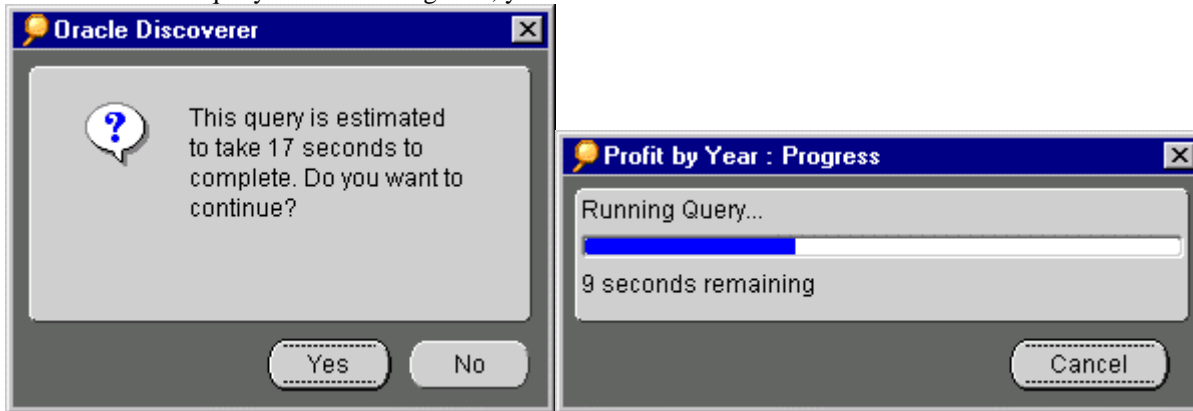 Oracle Discoverer
This query is estimated
to take 17 seconds to
complete. Do you want to
continue?
Yes
No
Profit by Year : Progress
Running Query...
9 seconds remaining
Cancel